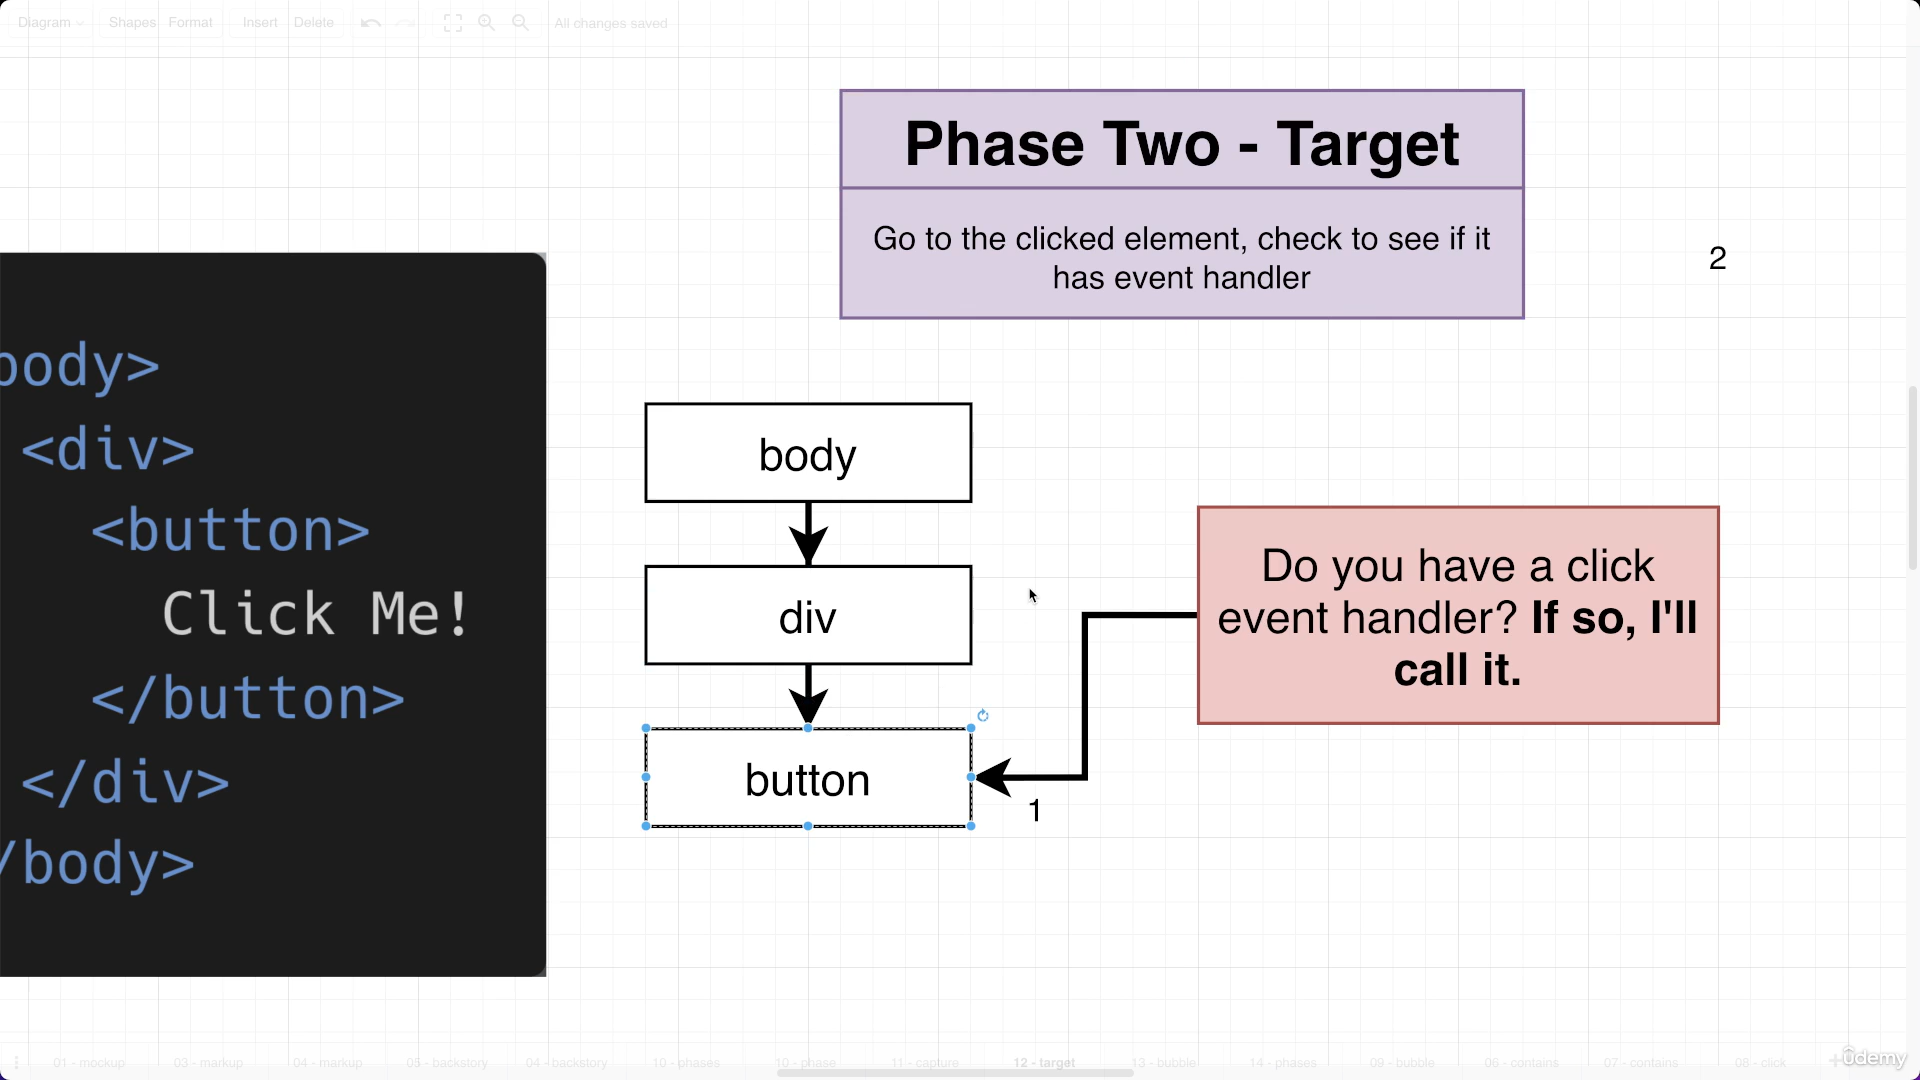 Diagram Shapes Format Insert Delete All changes saved
Phase Two - Target
Go to the clicked element, check to see if it
has event handler
2
body>
<div>
<button>
Click Me!
</button>
</div>
/body>
body
div
button
1
Do you have a click
event handler? If so, I'll
call it.
01 - mockup 03 - markup 04 - markup 05 - backstory 04 - backstory 10 - phases 10 - phase 11 - capture 12 - target 13 - bubble 14 - phases 09 - bubble 06 - contains 07 - contains 08 - click
ûdemy